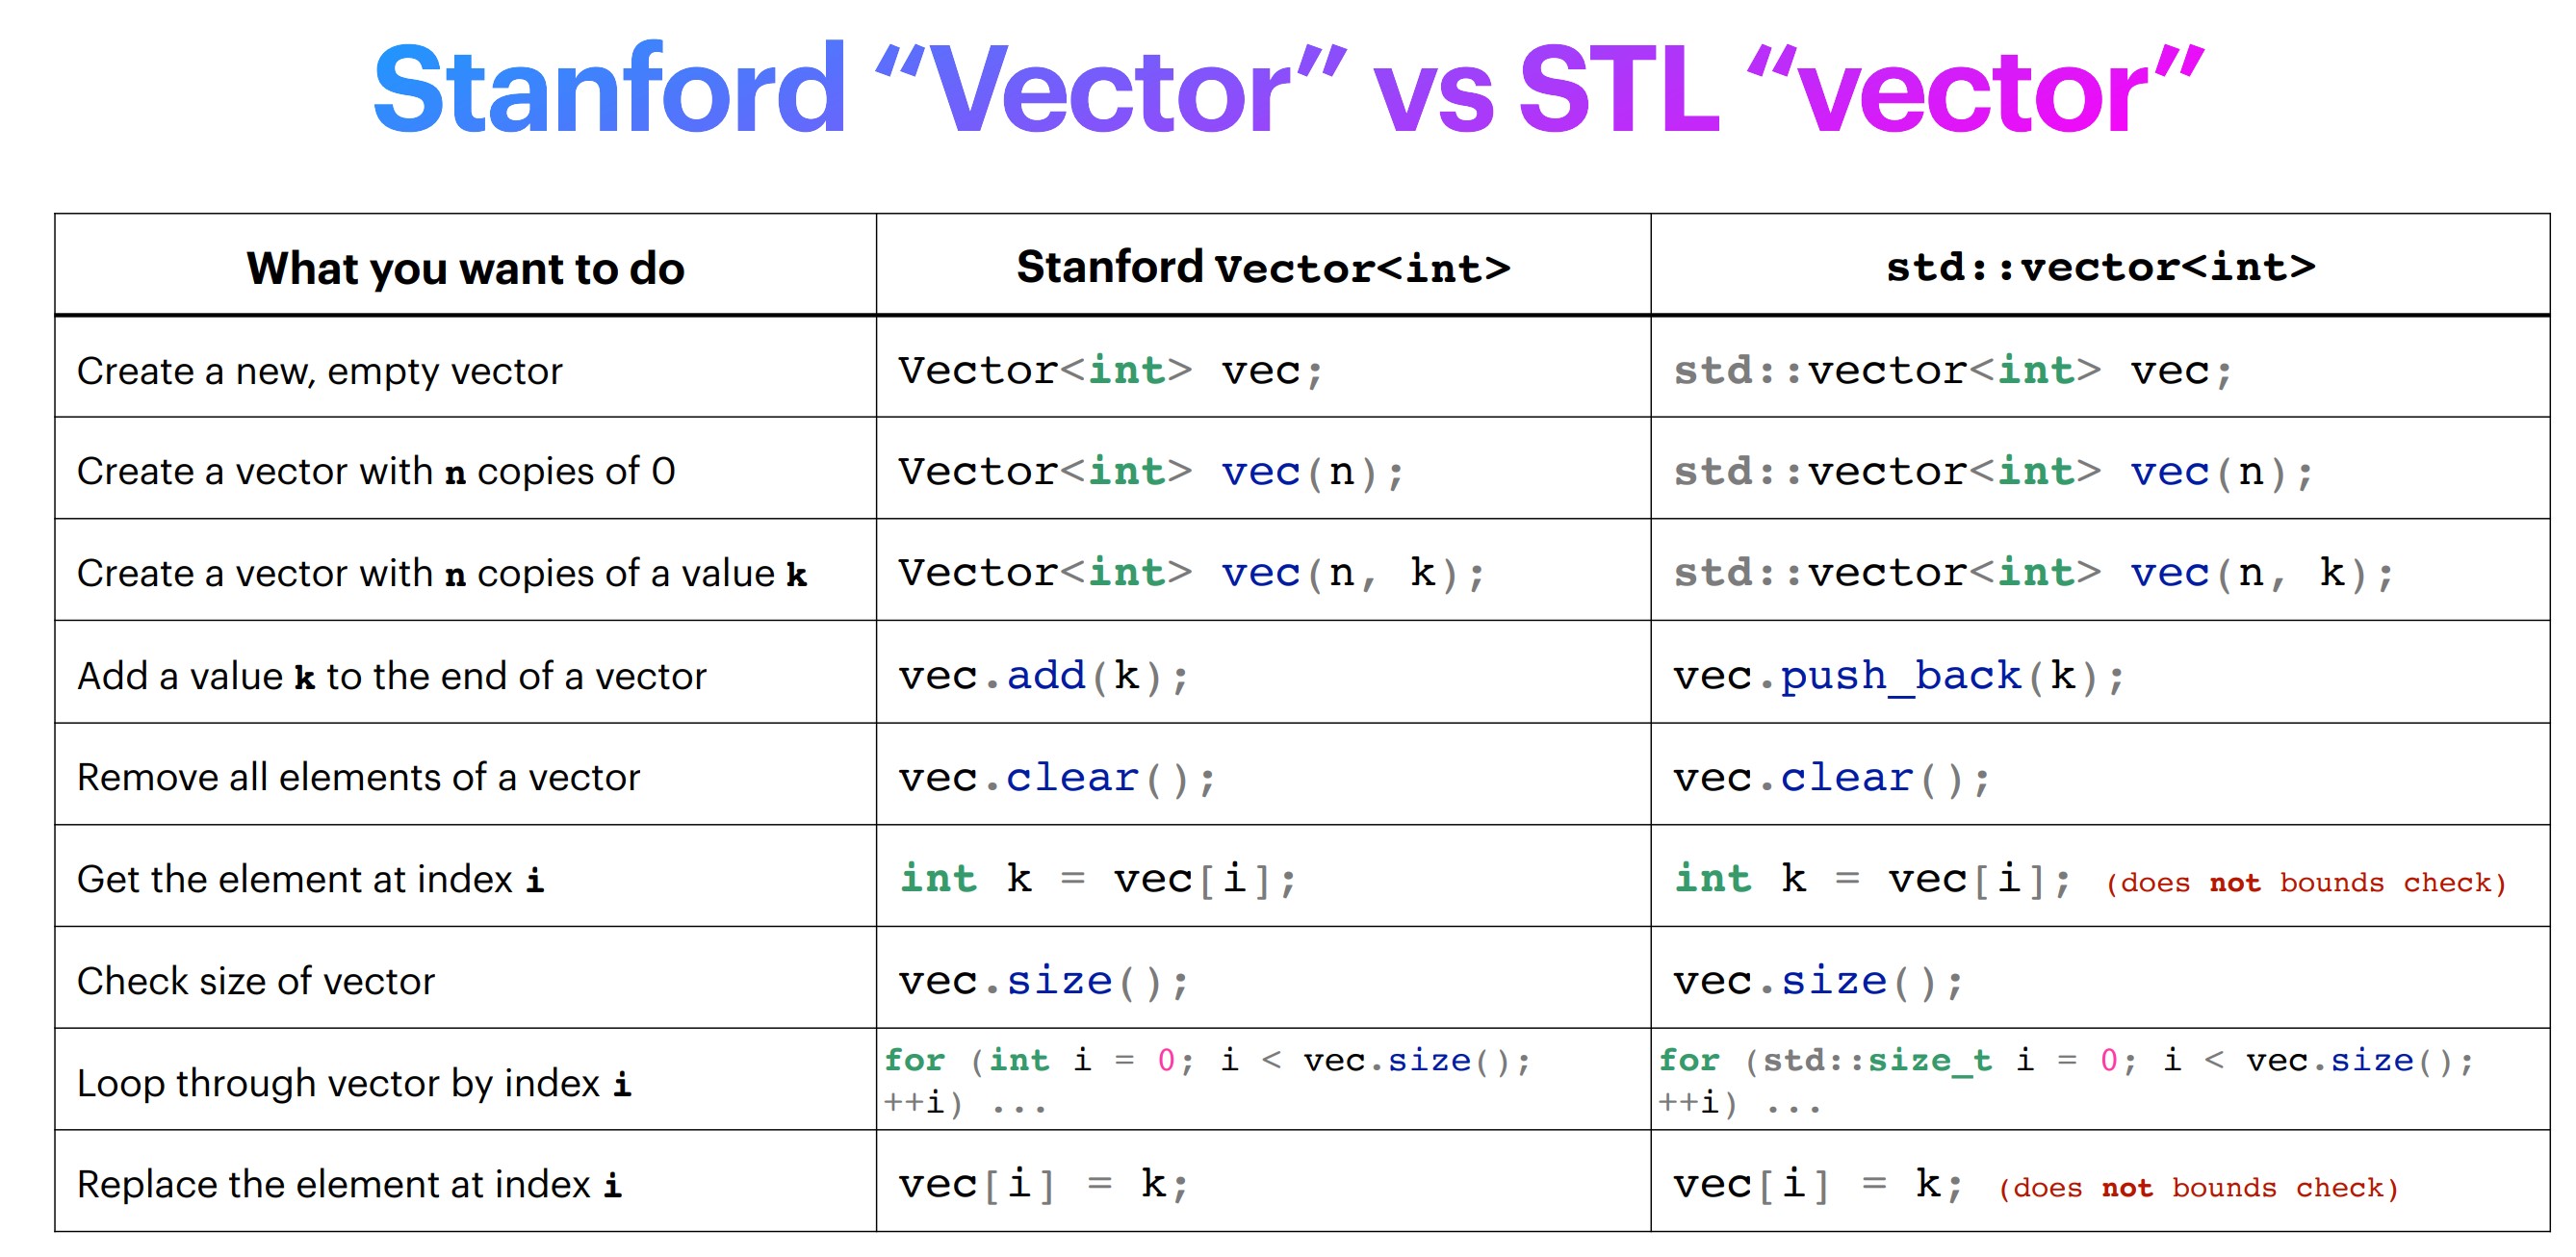 Stanford “Vector” vs STL “vector”
What you want to do
Stanford Vector<int>
std::vector<int>
Create a new, empty vector
Vector<int> vec;
std::vector<int> vec;
Create a vector with n copies of 0
Vector<int> vec(n);
std::vector<int> vec(n);
Create a vector with n copies of a value k
Vector<int> vec(n, k);
std::vector<int> vec(n, k);
Add a value k to the end of a vector
vec.add(k);
vec.push_back(k);
Remove all elements of a vector
vec.clear();
vec.clear();
Get the element at index i
int k = vec[i];
int k = vec[i]; (does not bounds check)
Check size of vector
vec.size();
vec.size();
Loop through vector by index i
for (int i = 0; i < vec.size();
++i) ...
for (std::size_t i = 0; i < vec.size();
++i) ...
Replace the element at index i
vec[i] = k;
vec[i] = k; (does not bounds check)